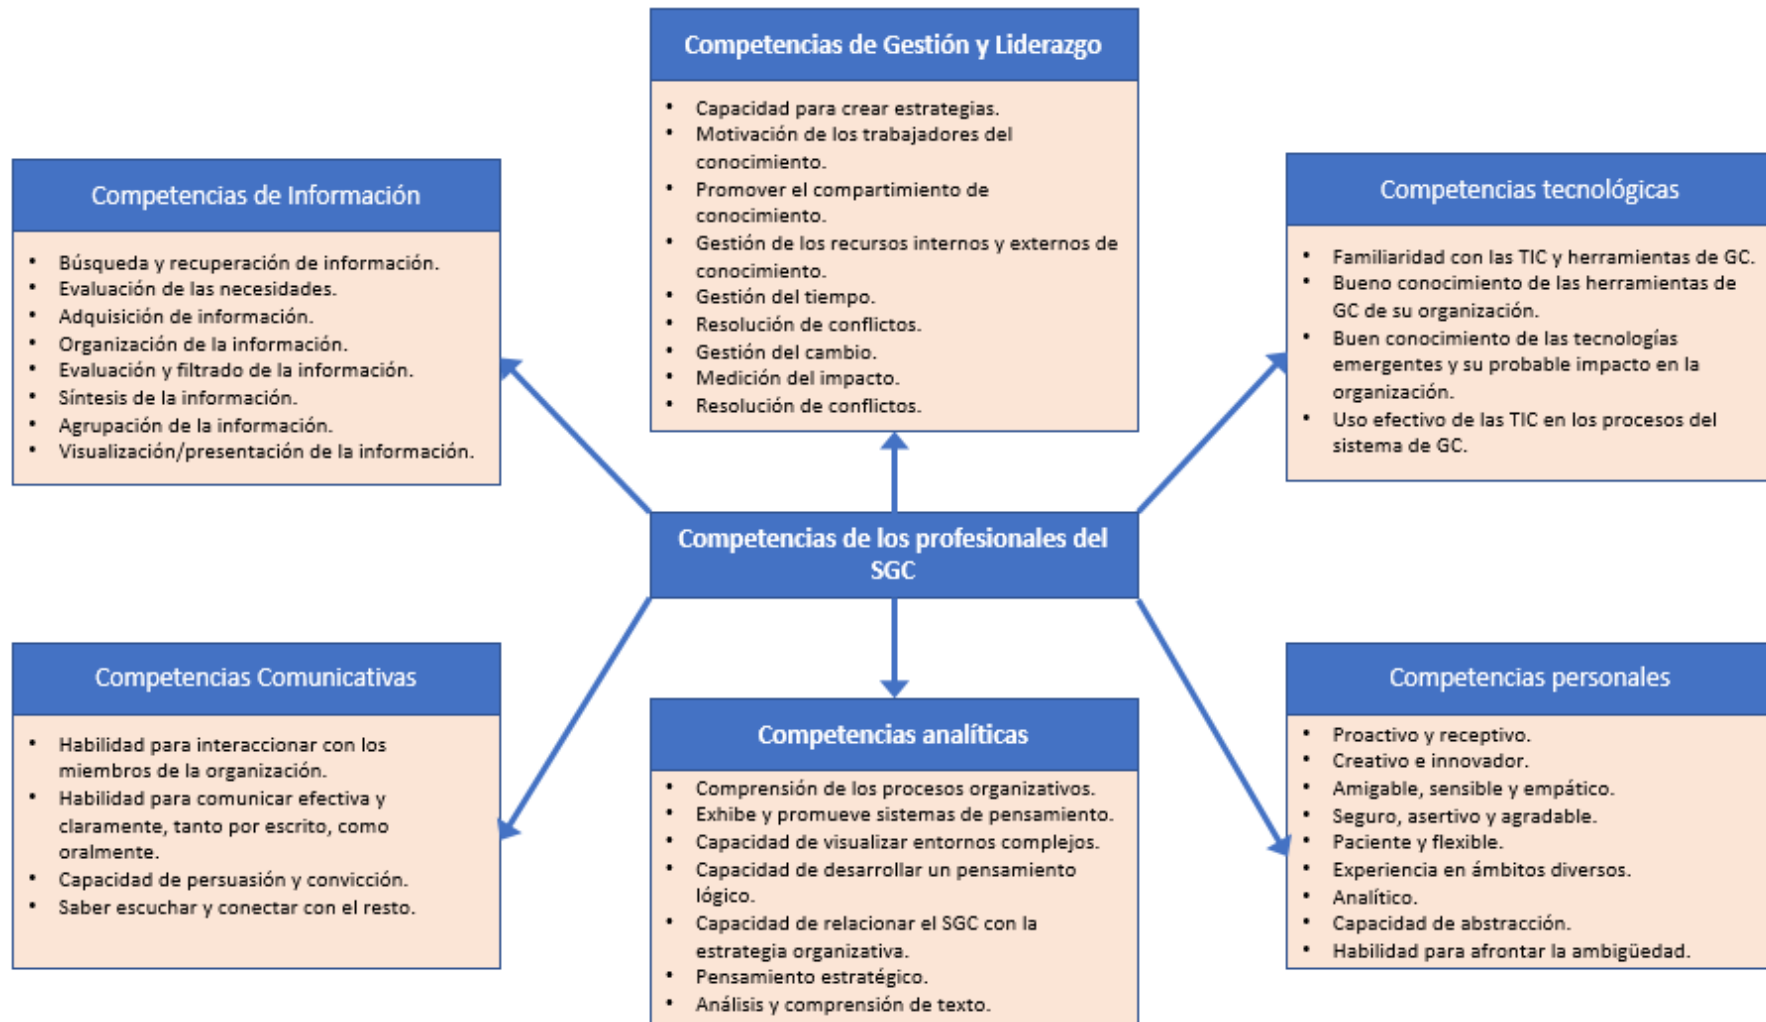 Competencias de Gestión y Liderazgo
• Capacidad para crear estrategias.
• Motivación de los trabajadores del
conocimiento.
• Promover el compartimiento de
conocimiento.
• Gestión de los recursos internos y externos de
conocimiento.
• Gestión del tiempo.
• Resolución de conflictos.
• Gestión del cambio.
• Medición del impacto.
• Resolución de conflictos.
Competencias de Información
• Búsqueda y recuperación de información.
• Evaluación de las necesidades.
• Adquisición de información.
• Organización de la información.
• Evaluación y filtrado de la información.
• Síntesis de la información.
• Agrupación de la información.
• Visualización/presentación de la información.
Competencias tecnológicas
• Familiaridad con las TIC y herramientas de GC.
• Bueno conocimiento de las herramientas de
GC de su organización.
• Buen conocimiento de las tecnologías
emergentes y su probable impacto en la
organización.
• Uso efectivo de las TIC en los procesos del
sistema de GC.
Competencias de los profesionales del
SGC
Competencias Comunicativas
• Habilidad para interaccionar con los
miembros de la organización.
• Habilidad para comunicar efectiva y
claramente, tanto por escrito, como
oralmente.
• Capacidad de persuasión y convicción.
• Saber escuchar y conectar con el resto.
Competencias analíticas
• Comprensión de los procesos organizativos.
• Exhibe y promueve sistemas de pensamiento.
• Capacidad de visualizar entornos complejos.
• Capacidad de desarrollar un pensamiento
lógico.
• Capacidad de relacionar el SGC con la
estrategia organizativa.
• Pensamiento estratégico.
• Análisis y comprensión de texto.
Competencias personales
• Proactivo y receptivo.
• Creativo e innovador.
• Amigable, sensible y empático.
• Seguro, asertivo y agradable.
• Paciente y flexible.
• Experiencia en ámbitos diversos.
• Analítico.
• Capacidad de abstracción.
• Habilidad para afrontar la ambigüedad.